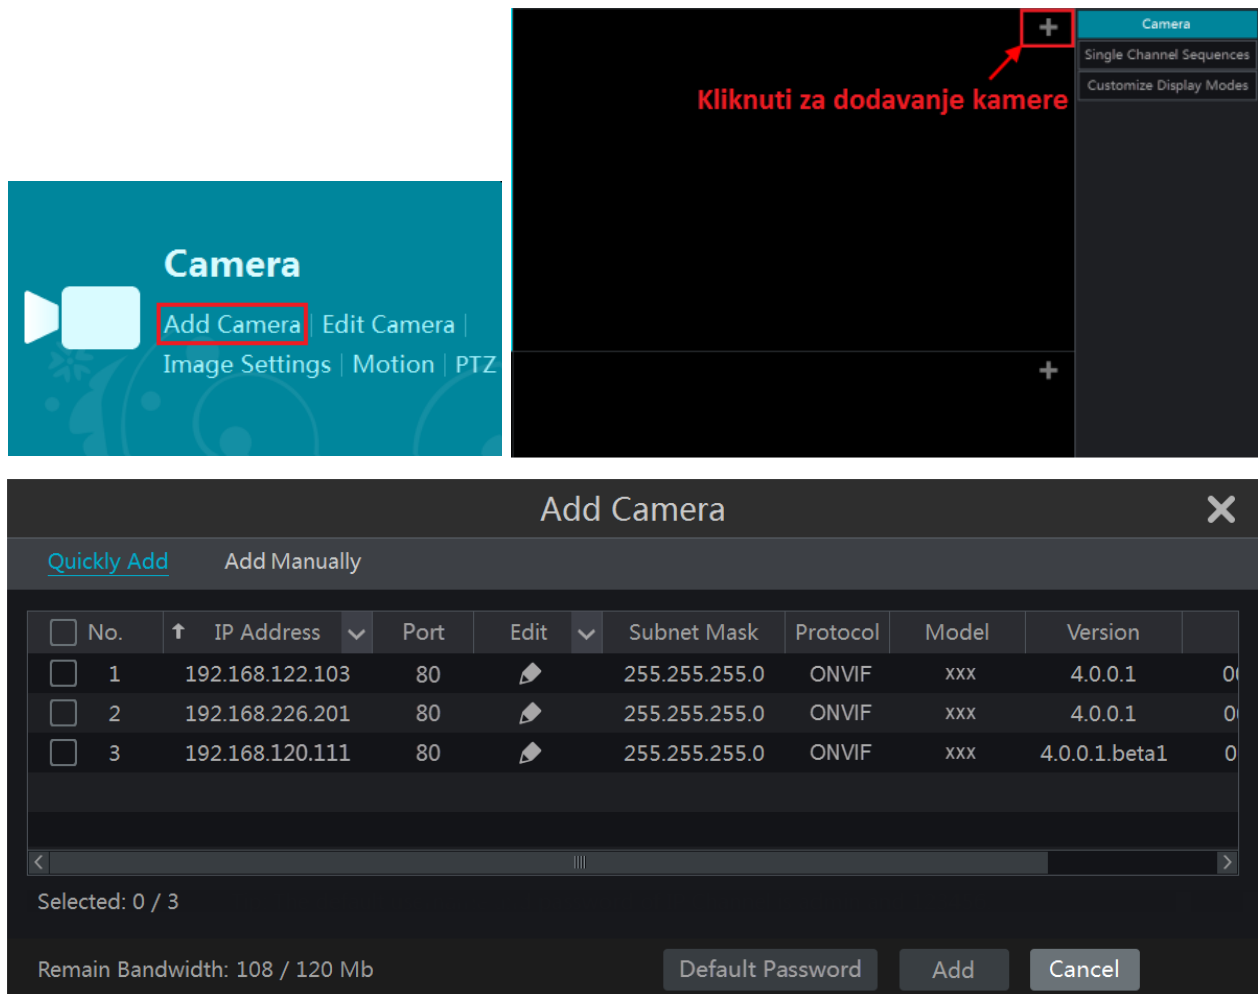 Camera
Single Channel Sequences
Customize Display Modes
Kliknuti za dodavanje kamere
Camera
Add Camera | Edit Camera |
Image Settings | Motion | PTZ
Add Camera
Quickly Add Add Manually
No. IP Address Port Edit Subnet Mask Protocol Model Version
1 192.168.122.103 80 255.255.255.0 ONVIF xxx 4.0.0.1
2 192.168.226.201 80 255.255.255.0 ONVIF xxx 4.0.0.1
3 192.168.120.111 80 255.255.255.0 ONVIF xxx 4.0.0.1.beta1
Selected: 0 / 3
Remain Bandwidth: 108 / 120 Mb Default Password Add Cancel